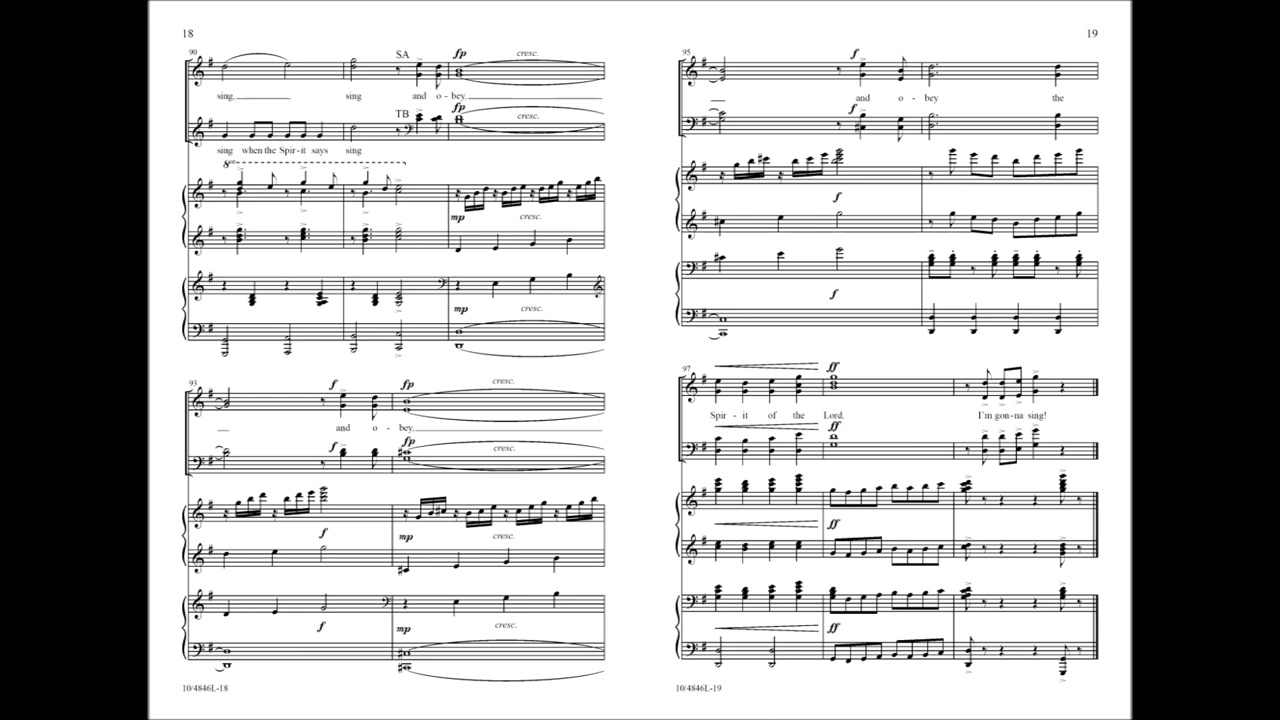 18
90
SA
fp
cresc.
sing, sing and o - bey,
TB
fp
cresc.
sing when the Spir - it says sing
8va
mp
cresc.
mp
cresc.
93
f
fp
cresc.
and o - bey,
f
fp
cresc.
f
mp
cresc.
f
mp
cresc.
10/4846L-18
19
95
f
and o - bey the
f
f
f
97
ff
Spir - it of the Lord. I'm gon - na sing!
ff
ff
ff
10/4846L-19